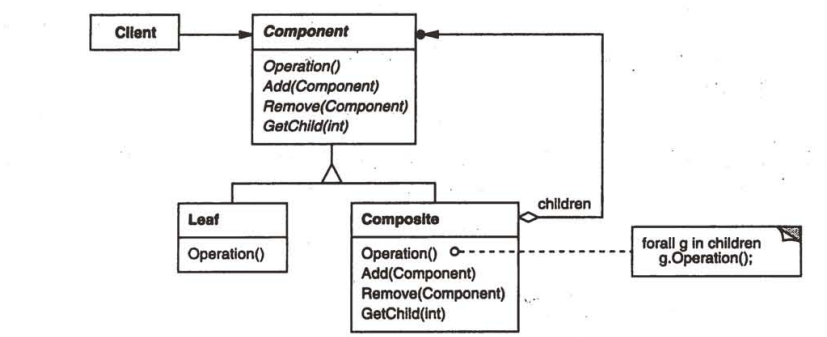 Client
Component
Operation()
Add(Component)
Remove(Component)
GetChild(int)
children
Leaf
Operation()
Composite
Operation()
Add(Component)
Remove(Component)
GetChild(int)
forall g in children
g.Operation();